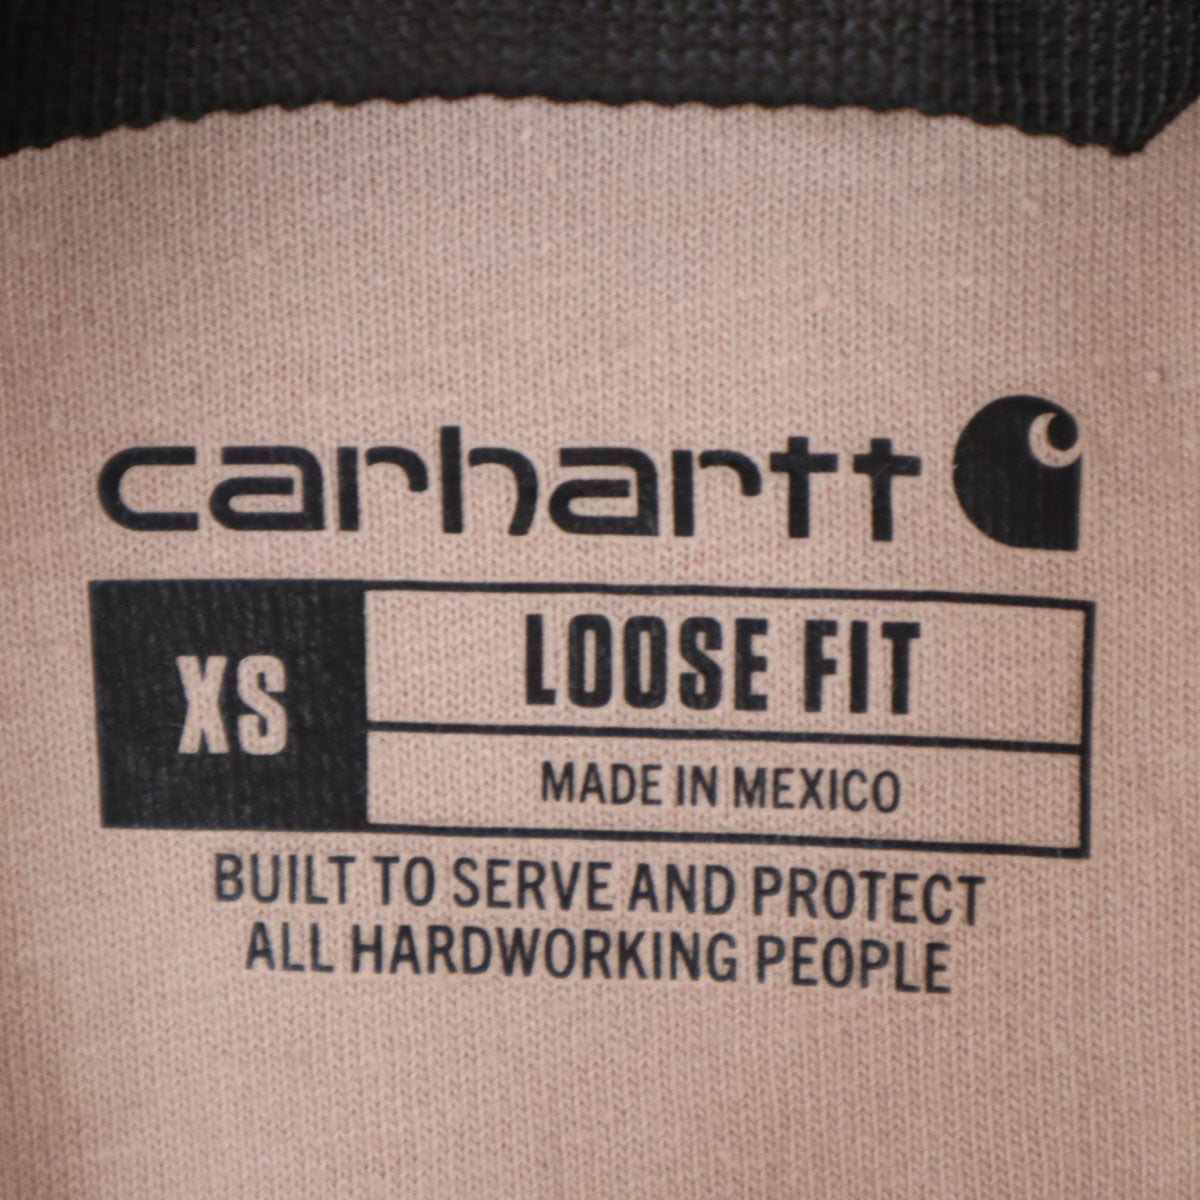 carhartt
XS
LOOSE FIT
MADE IN MEXICO
BUILT TO SERVE AND PROTECT
ALL HARDWORKING PEOPLE